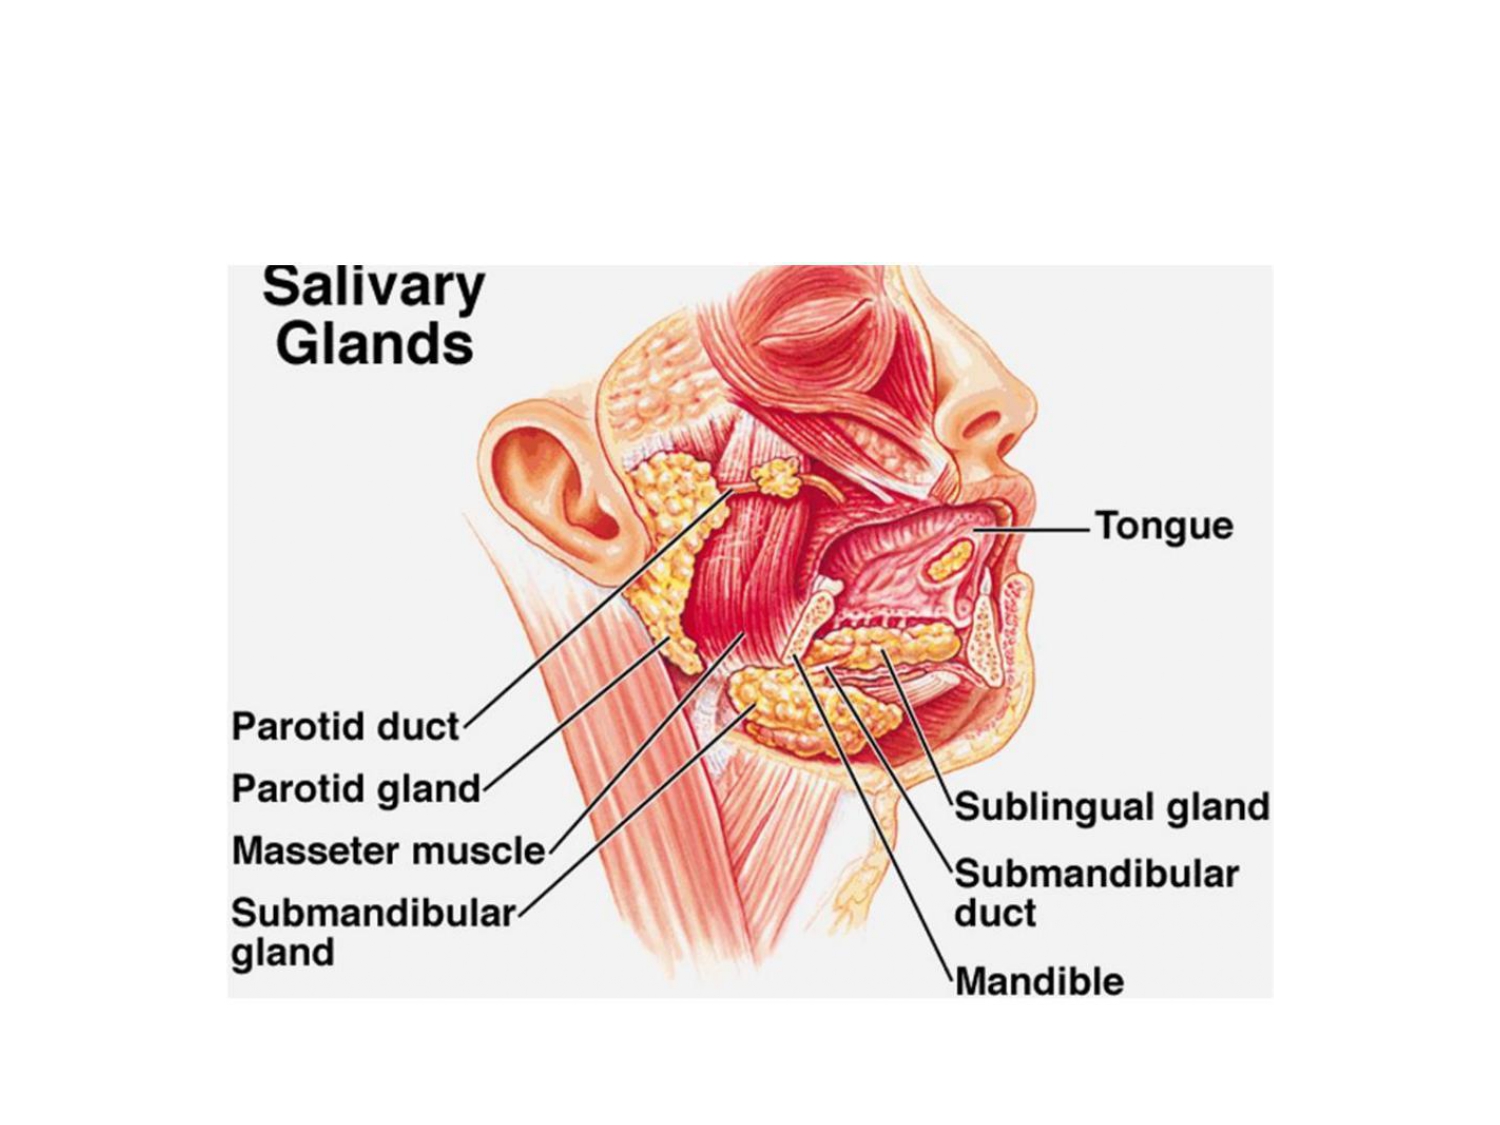 Salivary
Glands
Tongue
Parotid duct
Parotid gland
Masseter muscle
Submandibular
gland
Sublingual gland
Submandibular
duct
Mandible